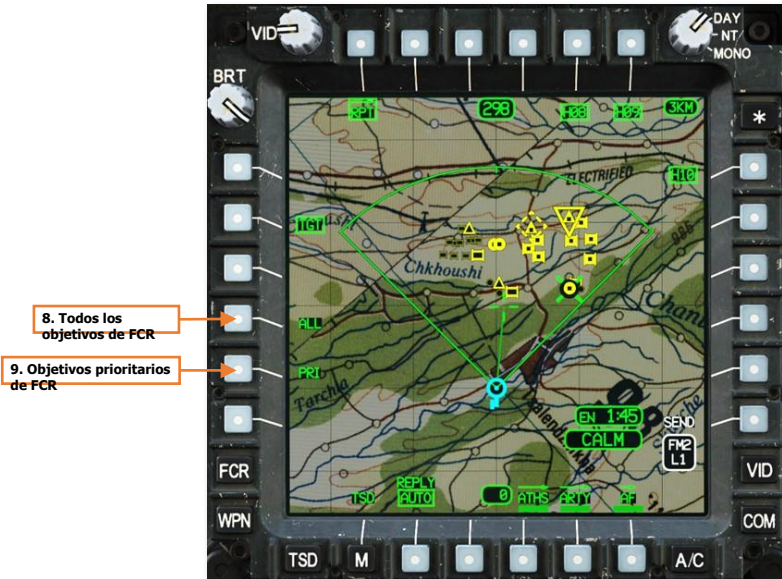 VID
DAY
NT
MONO
BRT
RPT
298
H08
H09
3KM
*
ELECTRIFIED
H10
TGT
Chkhoushi
8. Todos los
objetivos de FCR
ALL
9. Objetivos prioritarios
de FCR
PRI
Tarchla
EN 1:45
CALM
SEND
FM2
L1
FCR
VID
REPLY
TSD
AUTO
0
ATHS
ARTY
AF
WPN
COM
TSD
M
A/C